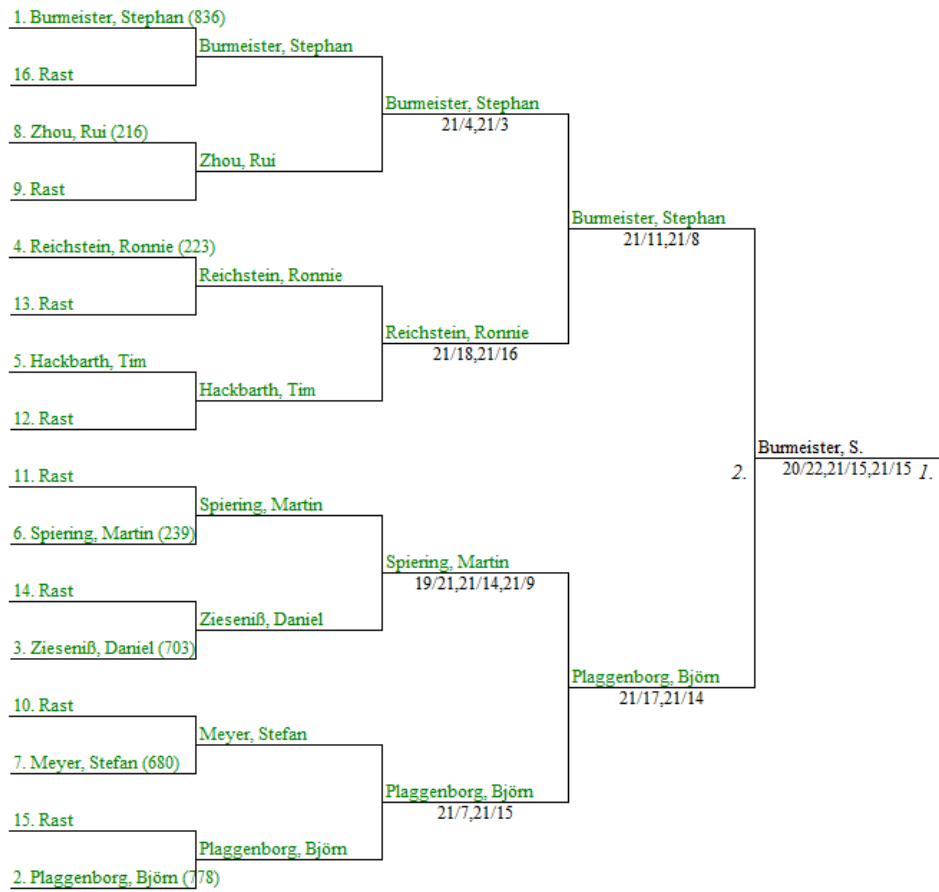 1. Burmeister, Stephan (836)
Burmeister, Stephan
16. Rast
Burmeister, Stephan
21/4,21/3
8. Zhou, Rui (216)
Zhou, Rui
9. Rast
Burmeister, Stephan
21/11,21/8
4. Reichstein, Ronnie (223)
Reichstein, Ronnie
13. Rast
Reichstein, Ronnie
21/18,21/16
5. Hackbarth, Tim
Hackbarth, Tim
12. Rast
Burmeister, S.
2. 20/22,21/15,21/15 1.
11. Rast
Spiering, Martin
6. Spiering, Martin (239)
Spiering, Martin
19/21,21/14,21/9
14. Rast
Zieseniß, Daniel
3. Zieseniß, Daniel (703)
Plaggenborg, Björn
21/17,21/14
10. Rast
Meyer, Stefan
7. Meyer, Stefan (680)
Plaggenborg, Björn
21/7,21/15
15. Rast
Plaggenborg, Björn
2. Plaggenborg, Björn (778)